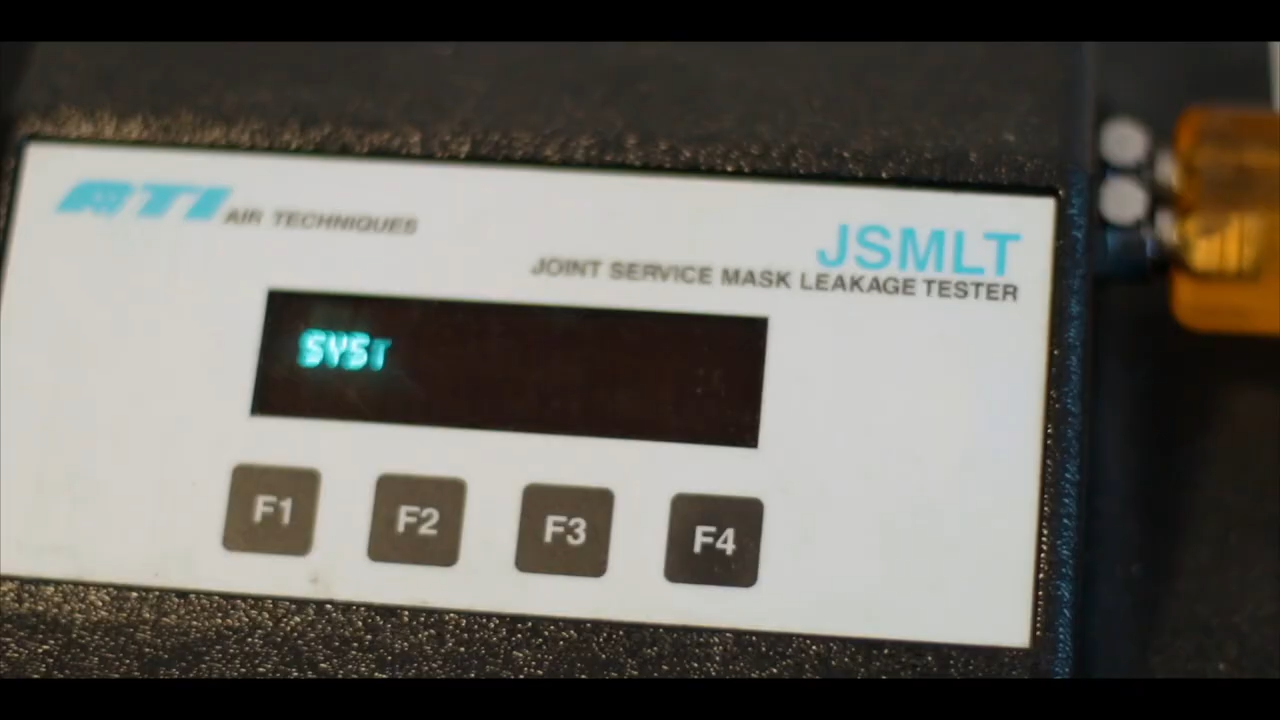 ATI AIR TECHNIQUES
JSMLT
JOINT SERVICE MASK LEAKAGE TESTER
SYST
F1 F2 F3 F4